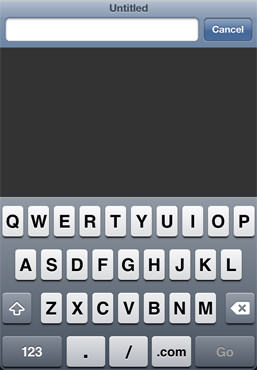 Untitled
Cancel
Q W E R T Y U I O P
A S D F G H J K L
Z X C V B N M
123 . / .com Go